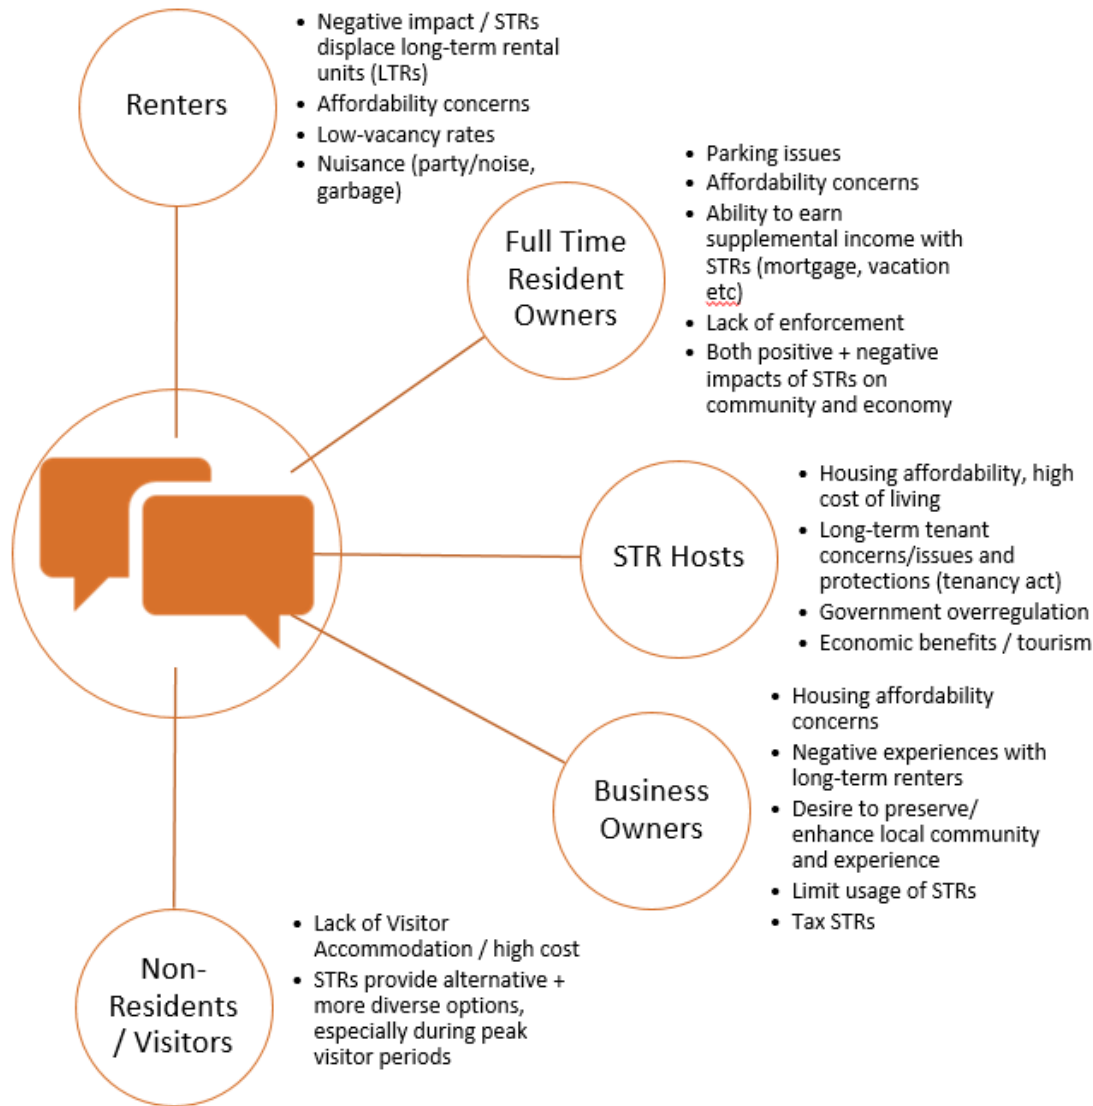 Renters
• Negative impact / STRs
displace long-term rental
units (LTRs)
• Affordability concerns
• Low-vacancy rates
• Nuisance (party/noise,
garbage)
Full Time
Resident
Owners
• Parking issues
• Affordability concerns
• Ability to earn
supplemental income with
STRs (mortgage, vacation
etc)
• Lack of enforcement
• Both positive + negative
impacts of STRs on
community and economy
STR Hosts
• Housing affordability, high
cost of living
• Long-term tenant
concerns/issues and
protections (tenancy act)
• Government overregulation
• Economic benefits / tourism
Business
Owners
• Housing affordability
concerns
• Negative experiences with
long-term renters
• Desire to preserve/
enhance local community
and experience
• Limit usage of STRs
• Tax STRs
Non-
Residents
/ Visitors
• Lack of Visitor
Accommodation / high cost
• STRs provide alternative +
more diverse options,
especially during peak
visitor periods